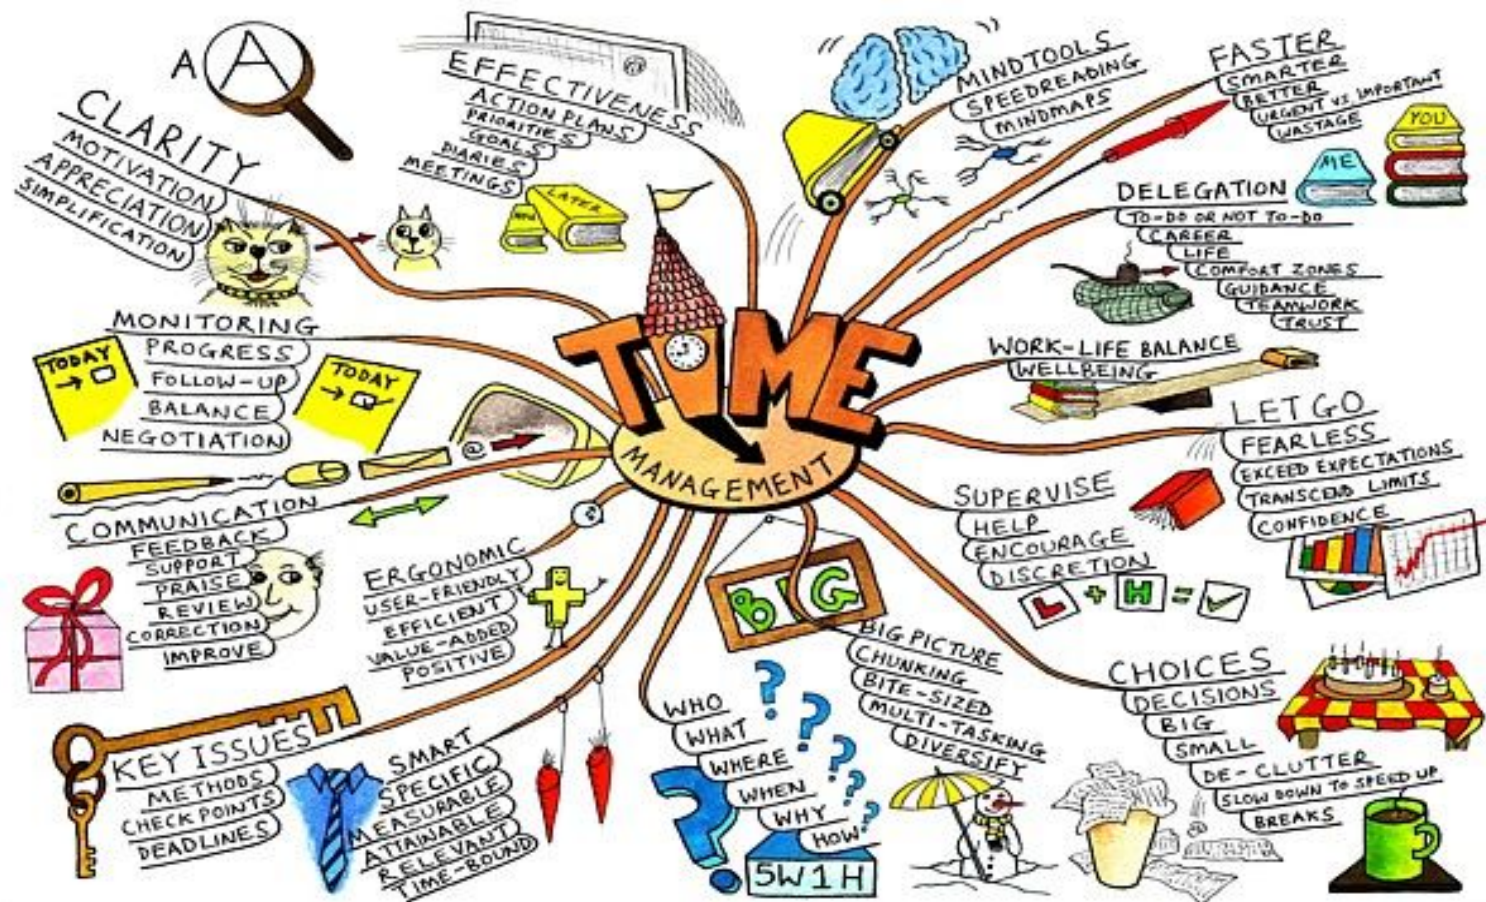 TIME
MANAGEMENT
A A
CLARITY
MOTIVATION
APPRECIATION
SIMPLIFICATION
EFFECTIVENESS
ACTION PLANS
PRIORITIES
GOALS
DIARIES
MEETINGS
NOW
LATER
MINDTOOLS
SPEEDREADING
MINDMAPS
FASTER
SMARTER
BETTER
URGENT VS IMPORTANT
WASTAGE
YOU
ME
DELEGATION
TO-DO OR NOT TO-DO
CAREER
LIFE
COMFORT ZONES
GUIDANCE
TEAMWORK
TRUST
WORK-LIFE BALANCE
WELLBEING
LET GO
FEARLESS
EXCEED EXPECTATIONS
TRANSCEND LIMITS
CONFIDENCE
SUPERVISE
HELP
ENCOURAGE
DISCRETION
L + H = ✓
CHOICES
DECISIONS
BIG
SMALL
DE-CLUTTER
SLOW DOWN TO SPEED UP
BREAKS
BIG
BIG PICTURE
CHUNKING
BITE-SIZED
MULTI-TASKING
DIVERSIFY
WHO
WHAT
WHERE
WHEN
WHY
HOW
? ? ? ? ? ?
5W1H
SMART
SPECIFIC
MEASURABLE
ATTAINABLE
RELEVANT
TIME-BOUND
KEY ISSUES
METHODS
CHECKPOINTS
DEADLINES
ERGONOMIC
USER-FRIENDLY
EFFICIENT
VALUE-ADDED
POSITIVE
COMMUNICATION
FEEDBACK
SUPPORT
PRAISE
REVIEW
CORRECTION
IMPROVE
@
MONITORING
PROGRESS
FOLLOW-UP
BALANCE
NEGOTIATION
TODAY
TODAY